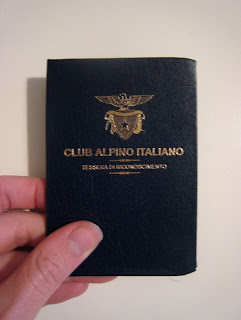 CLUB ALPINO ITALIANO
TESSERA DI RICONOSCIMENTO